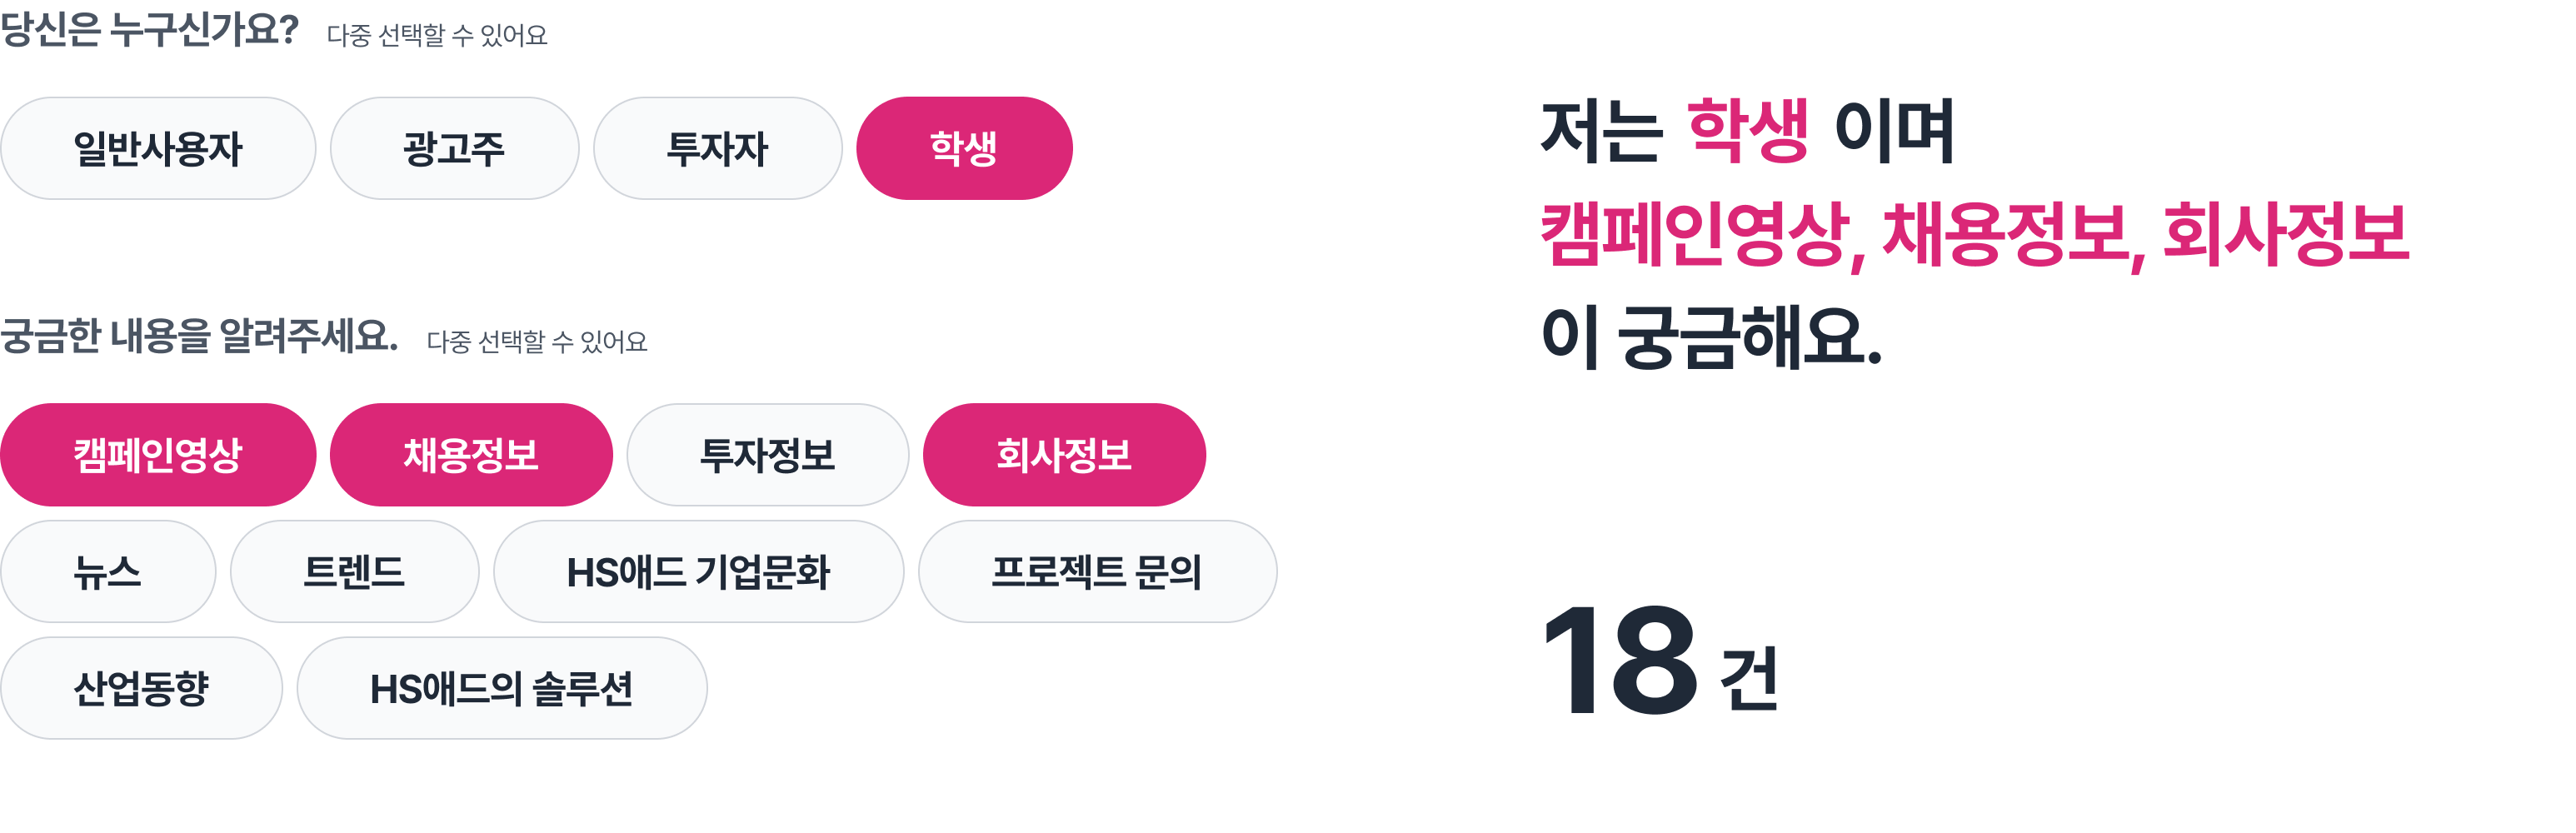 당신은 누구신가요? 다중 선택할 수 있어요
일반사용자 광고주 투자자 학생
궁금한 내용을 알려주세요. 다중 선택할 수 있어요
캠페인영상 채용정보 투자정보 회사정보
뉴스 트렌드 HS애드 기업문화 프로젝트 문의
산업동향 HS애드의 솔루션
저는 학생 이며
캠페인영상, 채용정보, 회사정보
이 궁금해요.
18 건